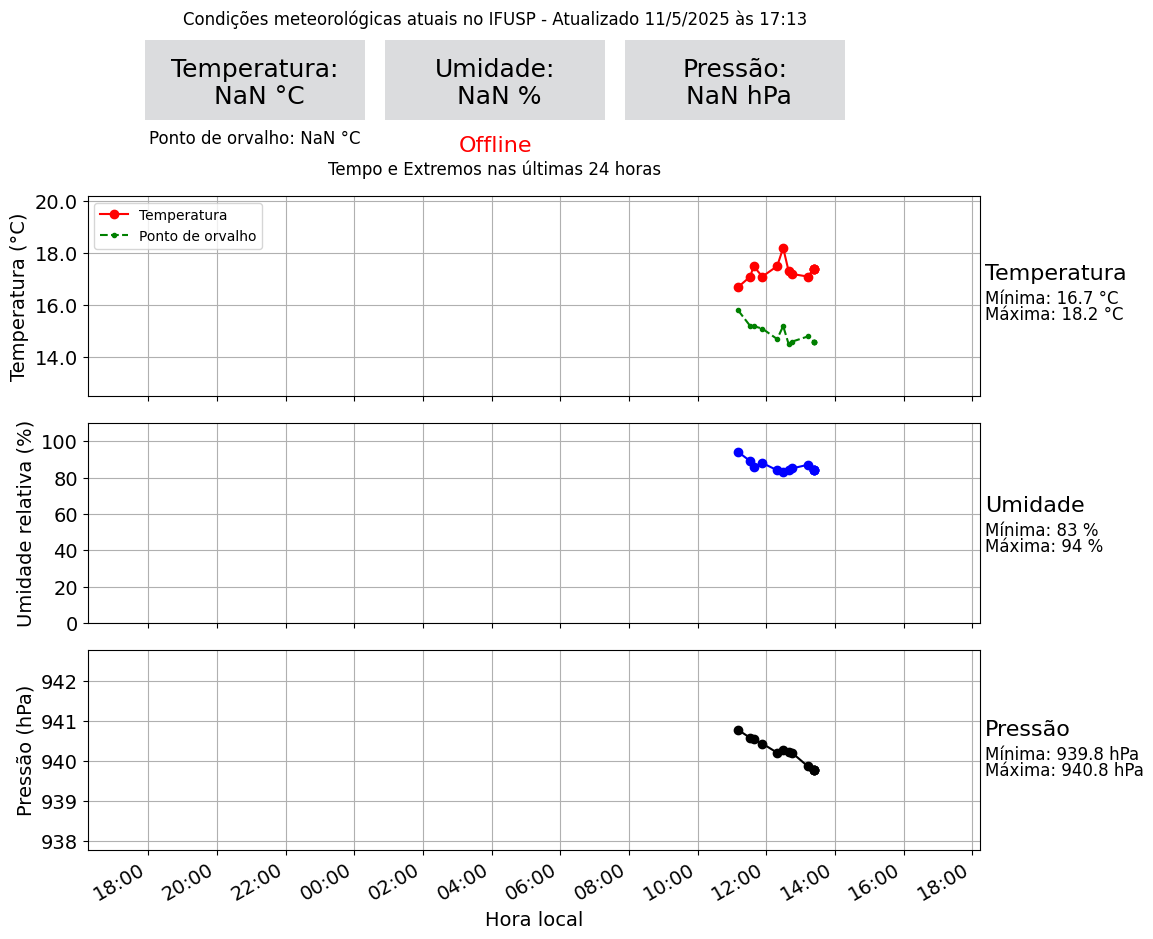 Condições meteorológicas atuais no IFUSP - Atualizado 11/5/2025 às 17:13
Temperatura:
NaN °C
Umidade:
NaN %
Pressão:
NaN hPa
Ponto de orvalho: NaN °C
Offline
Tempo e Extremos nas últimas 24 horas
Temperatura (°C)
20.0
18.0
16.0
14.0
Temperatura
Ponto de orvalho
Temperatura
Mínima: 16.7 °C
Máxima: 18.2 °C
Umidade relativa (%)
100
80
60
40
20
0
Umidade
Mínima: 83 %
Máxima: 94 %
Pressão (hPa)
942
941
940
939
938
Pressão
Mínima: 939.8 hPa
Máxima: 940.8 hPa
18:00 20:00 22:00 00:00 02:00 04:00 06:00 08:00 10:00 12:00 14:00 16:00 18:00
Hora local